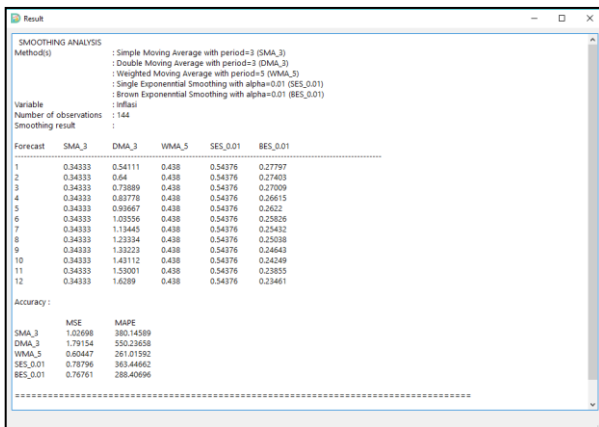 Result
SMOOTHING ANALYSIS
Method(s) : Simple Moving Average with period=3 (SMA_3)
: Double Moving Average with period=3 (DMA_3)
: Weighted Moving Average with period=5 (WMA_5)
: Single Exponenntial Smoothing with alpha=0.01 (SES_0.01)
: Brown Exponenntial Smoothing with alpha=0.01 (BES_0.01)
Variable : Inflasi
Number of observations : 144
Smoothing result :
Forecast SMA_3 DMA_3 WMA_5 SES_0.01 BES_0.01
1 0.34333 0.54111 0.438 0.54376 0.27797
2 0.34333 0.64 0.438 0.54376 0.27403
3 0.34333 0.73889 0.438 0.54376 0.27009
4 0.34333 0.83778 0.438 0.54376 0.26615
5 0.34333 0.93667 0.438 0.54376 0.2622
6 0.34333 1.03556 0.438 0.54376 0.25826
7 0.34333 1.13445 0.438 0.54376 0.25432
8 0.34333 1.23334 0.438 0.54376 0.25038
9 0.34333 1.33223 0.438 0.54376 0.24643
10 0.34333 1.43112 0.438 0.54376 0.24249
11 0.34333 1.53001 0.438 0.54376 0.23855
12 0.34333 1.6289 0.438 0.54376 0.23461
Accuracy :
MSE MAPE
SMA_3 1.02698 380.14589
DMA_3 1.79154 550.23658
WMA_5 0.60447 261.01592
SES_0.01 0.78796 363.44662
BES_0.01 0.76761 288.40696